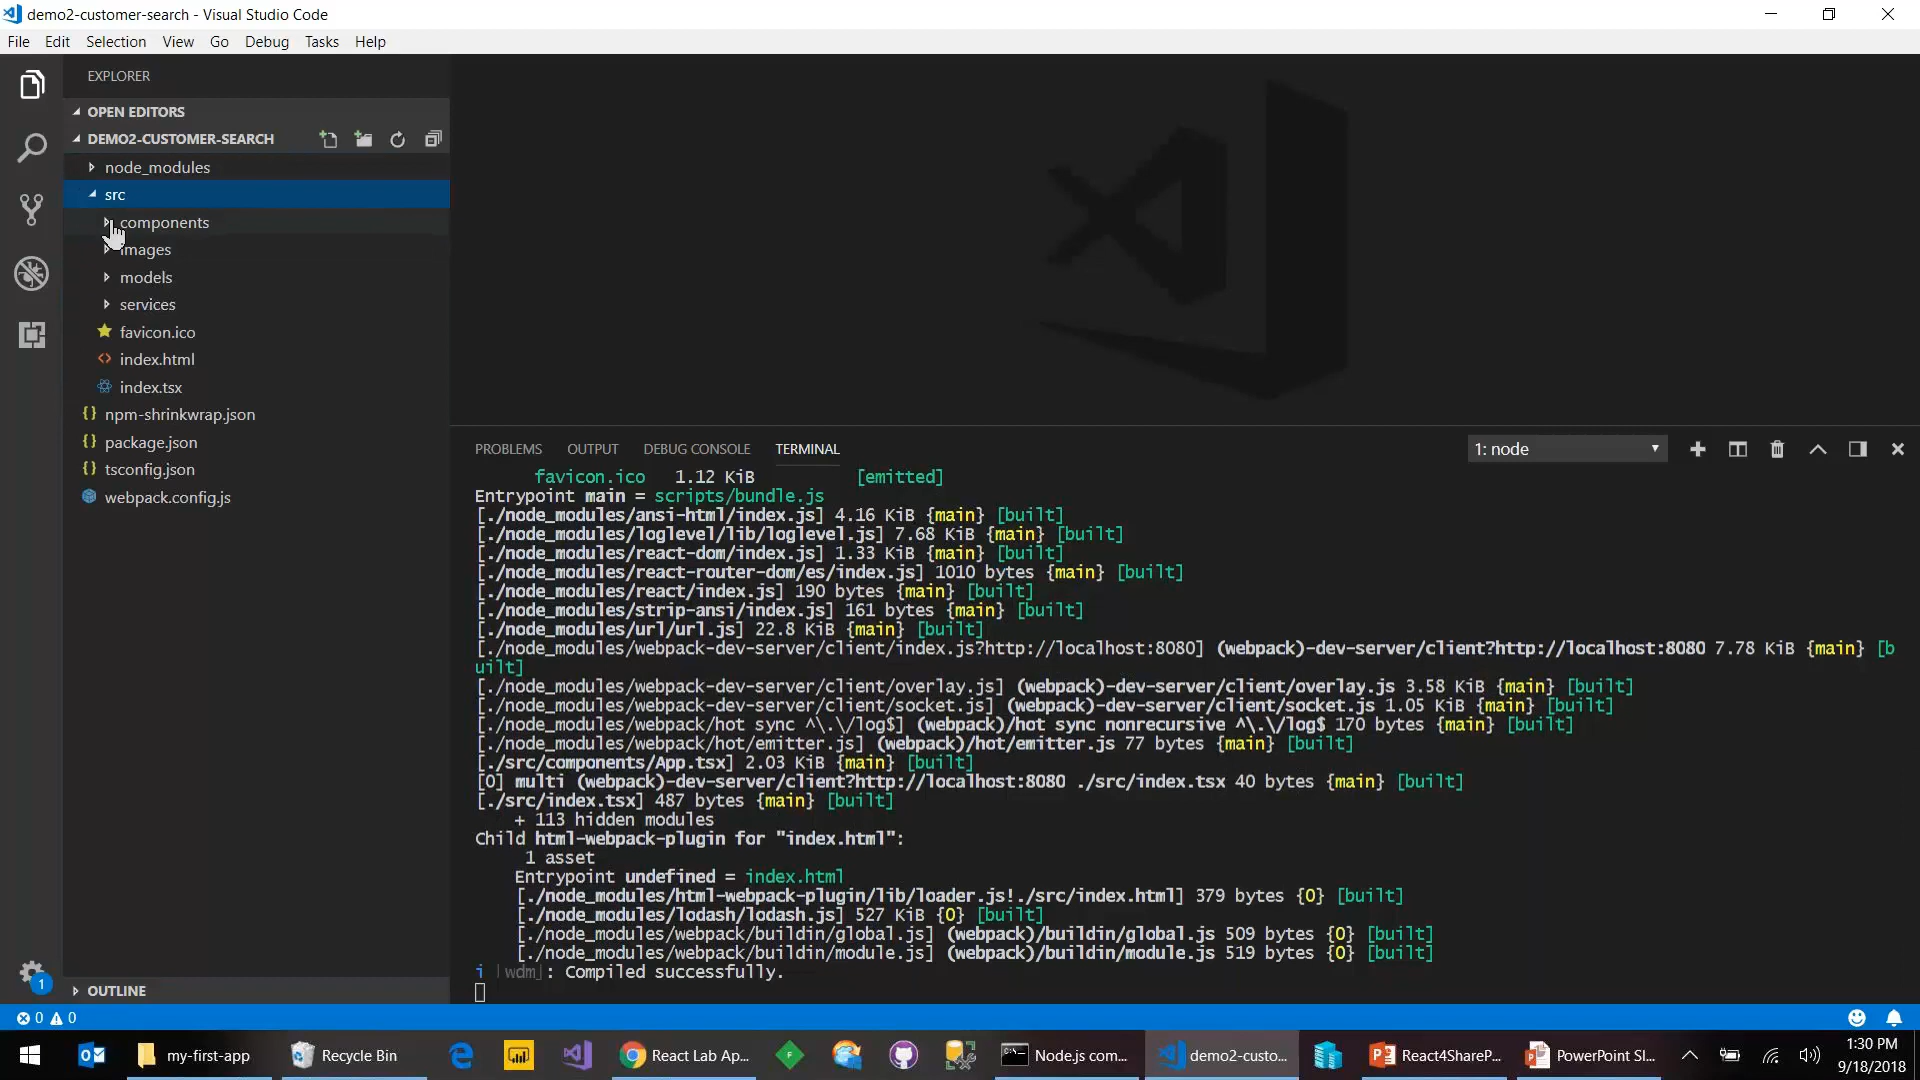 demo2-customer-search - Visual Studio Code
File Edit Selection View Go Debug Tasks Help
EXPLORER
OPEN EDITORS
DEMO2-CUSTOMER-SEARCH
node_modules
src
components
images
models
services
favicon.ico
index.html
index.tsx
npm-shrinkwrap.json
package.json
tsconfig.json
webpack.config.js
OUTLINE
PROBLEMS OUTPUT DEBUG CONSOLE TERMINAL 1: node
favicon.ico 1.12 KiB [emitted]
Entrypoint main = scripts/bundle.js
[./node_modules/ansi-html/index.js] 4.16 KiB {main} [built]
[./node_modules/loglevel/lib/loglevel.js] 7.68 KiB {main} [built]
[./node_modules/react-dom/index.js] 1.33 KiB {main} [built]
[./node_modules/react-router-dom/es/index.js] 1010 bytes {main} [built]
[./node_modules/react/index.js] 190 bytes {main} [built]
[./node_modules/strip-ansi/index.js] 161 bytes {main} [built]
[./node_modules/url/url.js] 22.8 KiB {main} [built]
[./node_modules/webpack-dev-server/client/index.js?http://localhost:8080] (webpack)-dev-server/client?http://localhost:8080 7.78 KiB {main} [b
uilt]
[./node_modules/webpack-dev-server/client/overlay.js] (webpack)-dev-server/client/overlay.js 3.58 KiB {main} [built]
[./node_modules/webpack-dev-server/client/socket.js] (webpack)-dev-server/client/socket.js 1.05 KiB {main} [built]
[./node_modules/webpack/hot sync ^\.\/log$] (webpack)/hot sync nonrecursive ^\.\/log$ 170 bytes {main} [built]
[./node_modules/webpack/hot/emitter.js] (webpack)/hot/emitter.js 77 bytes {main} [built]
[./src/components/App.tsx] 2.03 KiB {main} [built]
[0] multi (webpack)-dev-server/client?http://localhost:8080 ./src/index.tsx 40 bytes {main} [built]
[./src/index.tsx] 487 bytes {main} [built]
+ 113 hidden modules
Child html-webpack-plugin for "index.html":
1 asset
Entrypoint undefined = index.html
[./node_modules/html-webpack-plugin/lib/loader.js!./src/index.html] 379 bytes {0} [built]
[./node_modules/lodash/lodash.js] 527 KiB {0} [built]
[./node_modules/webpack/buildin/global.js] (webpack)/buildin/global.js 509 bytes {0} [built]
[./node_modules/webpack/buildin/module.js] (webpack)/buildin/module.js 519 bytes {0} [built]
i ｢wdm｣: Compiled successfully.
1
0 0
my-first-app Recycle Bin React Lab Ap... Node.js com... demo2-custo... React4ShareP... PowerPoint Sl...
1:30 PM
9/18/2018